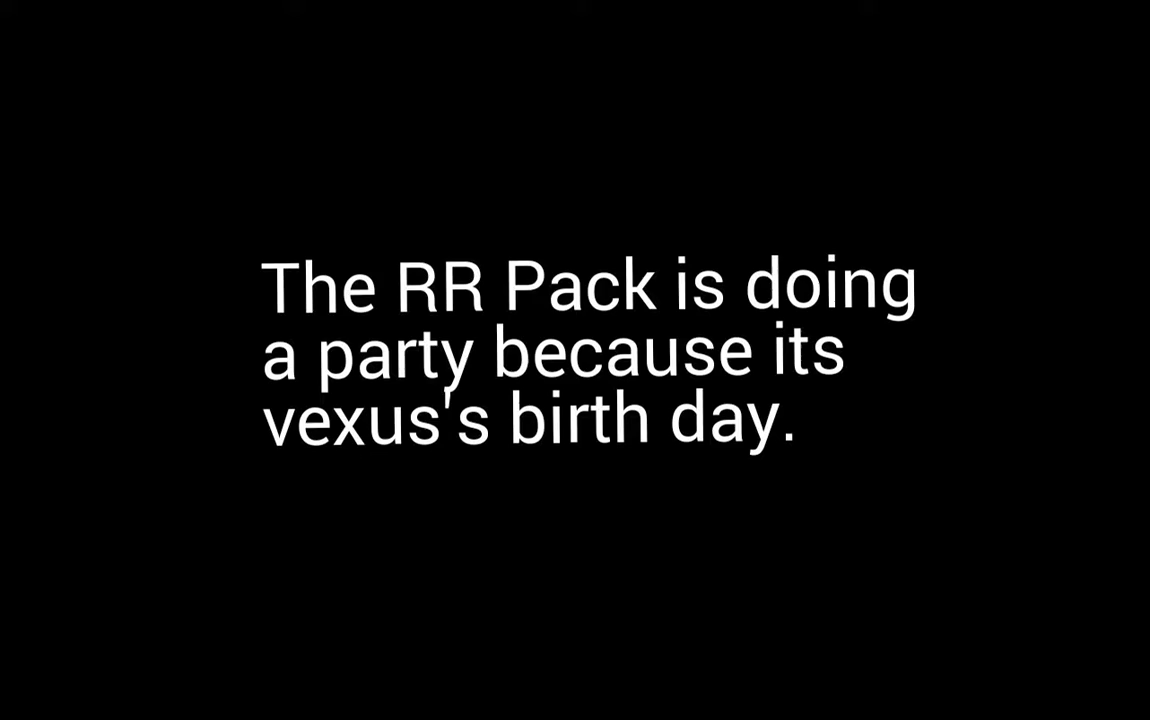 The RR Pack is doing
a party because its
vexus's birth day.